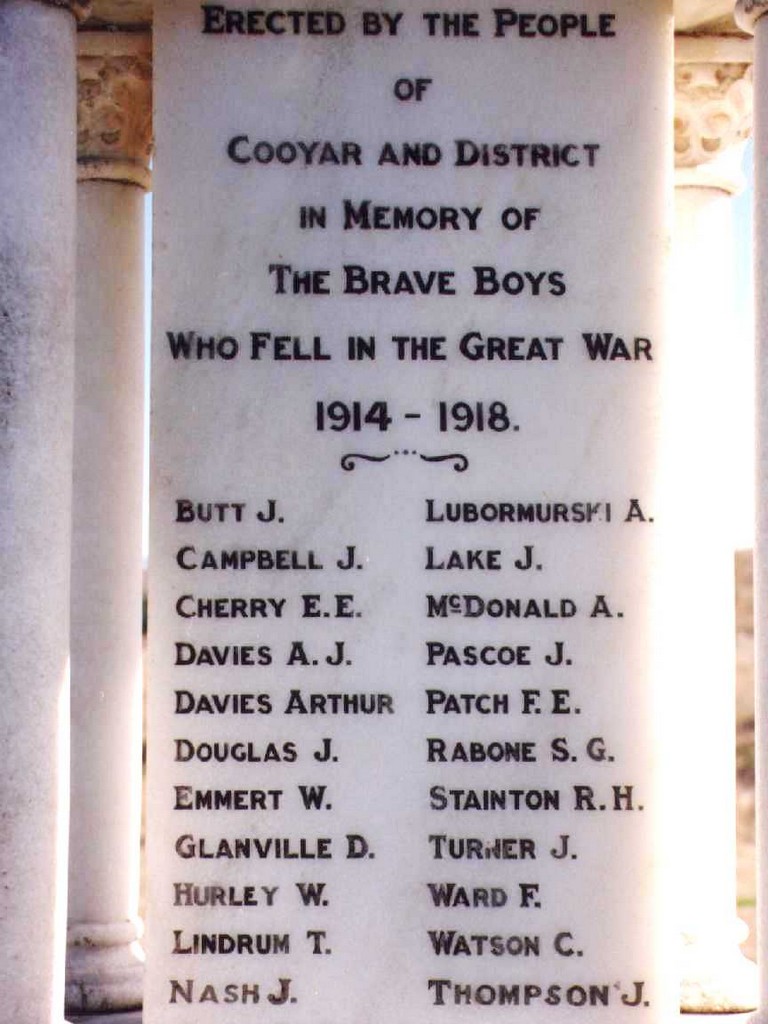 ERECTED BY THE PEOPLE
OF
COOYAR AND DISTRICT
IN MEMORY OF
THE BRAVE BOYS
WHO FELL IN THE GREAT WAR
1914 - 1918.
BUTT J.
CAMPBELL J.
CHERRY E.E.
DAVIES A.J.
DAVIES ARTHUR
DOUGLAS J.
EMMERT W.
GLANVILLE D.
HURLEY W.
LINDRUM T.
NASH J.
LUBORMURSKI A.
LAKE J.
McDONALD A.
PASCOE J.
PATCH F.E.
RABONE S.G.
STAINTON R.H.
TURNER J.
WARD F.
WATSON C.
THOMPSON J.